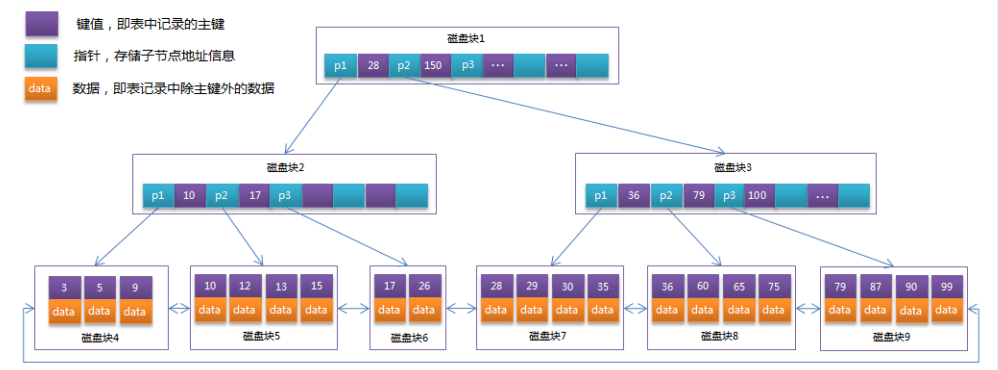 键值，即表中记录的主键
指针，存储子节点地址信息
data 数据，即表记录中除主键外的数据
磁盘块1
p1 28 p2 150 p3 ··· ···
磁盘块2
p1 10 p2 17 p3
磁盘块3
p1 36 p2 79 p3 100 ···
3 5 9
data data data
磁盘块4
10 12 13 15
data data data data
磁盘块5
17 26
data data
磁盘块6
28 29 30 35
data data data data
磁盘块7
36 60 65 75
data data data data
磁盘块8
79 87 90 99
data data data data
磁盘块9